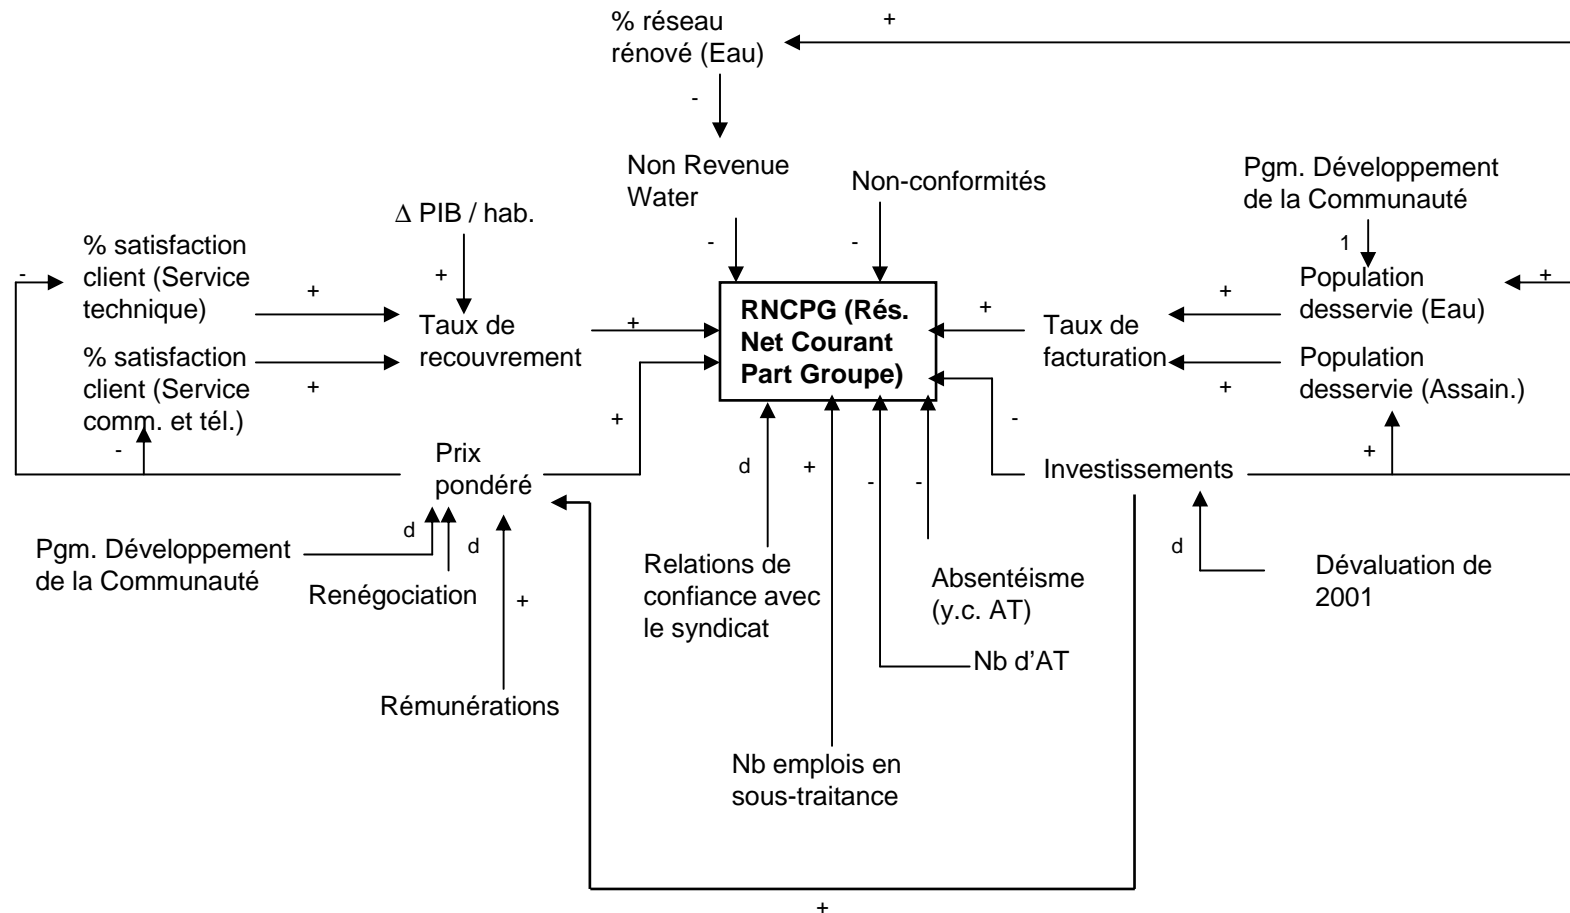 +
% réseau
rénové (Eau)
-
Non Revenue
Water
Non-conformités
Pgm. Développement
de la Communauté
∆ PIB / hab.
% satisfaction
client (Service
technique)
-
+
+
-
-
1
Population
desservie (Eau)
+
+
Taux de
recouvrement
+
RNCPG (Rés.
Net Courant
Part Groupe)
+
Taux de
facturation
% satisfaction
client (Service
comm. et tél.)
+
Population
desservie (Assain.)
+
-
+
-
Prix
pondéré
d
+
-
-
Investissements
+
Pgm. Développement
de la Communauté
d
d
Renégociation
+
Relations de
confiance avec
le syndicat
Absentéisme
(y.c. AT)
d
Dévaluation de
2001
Nb d'AT
Rémunérations
Nb emplois en
sous-traitance
+